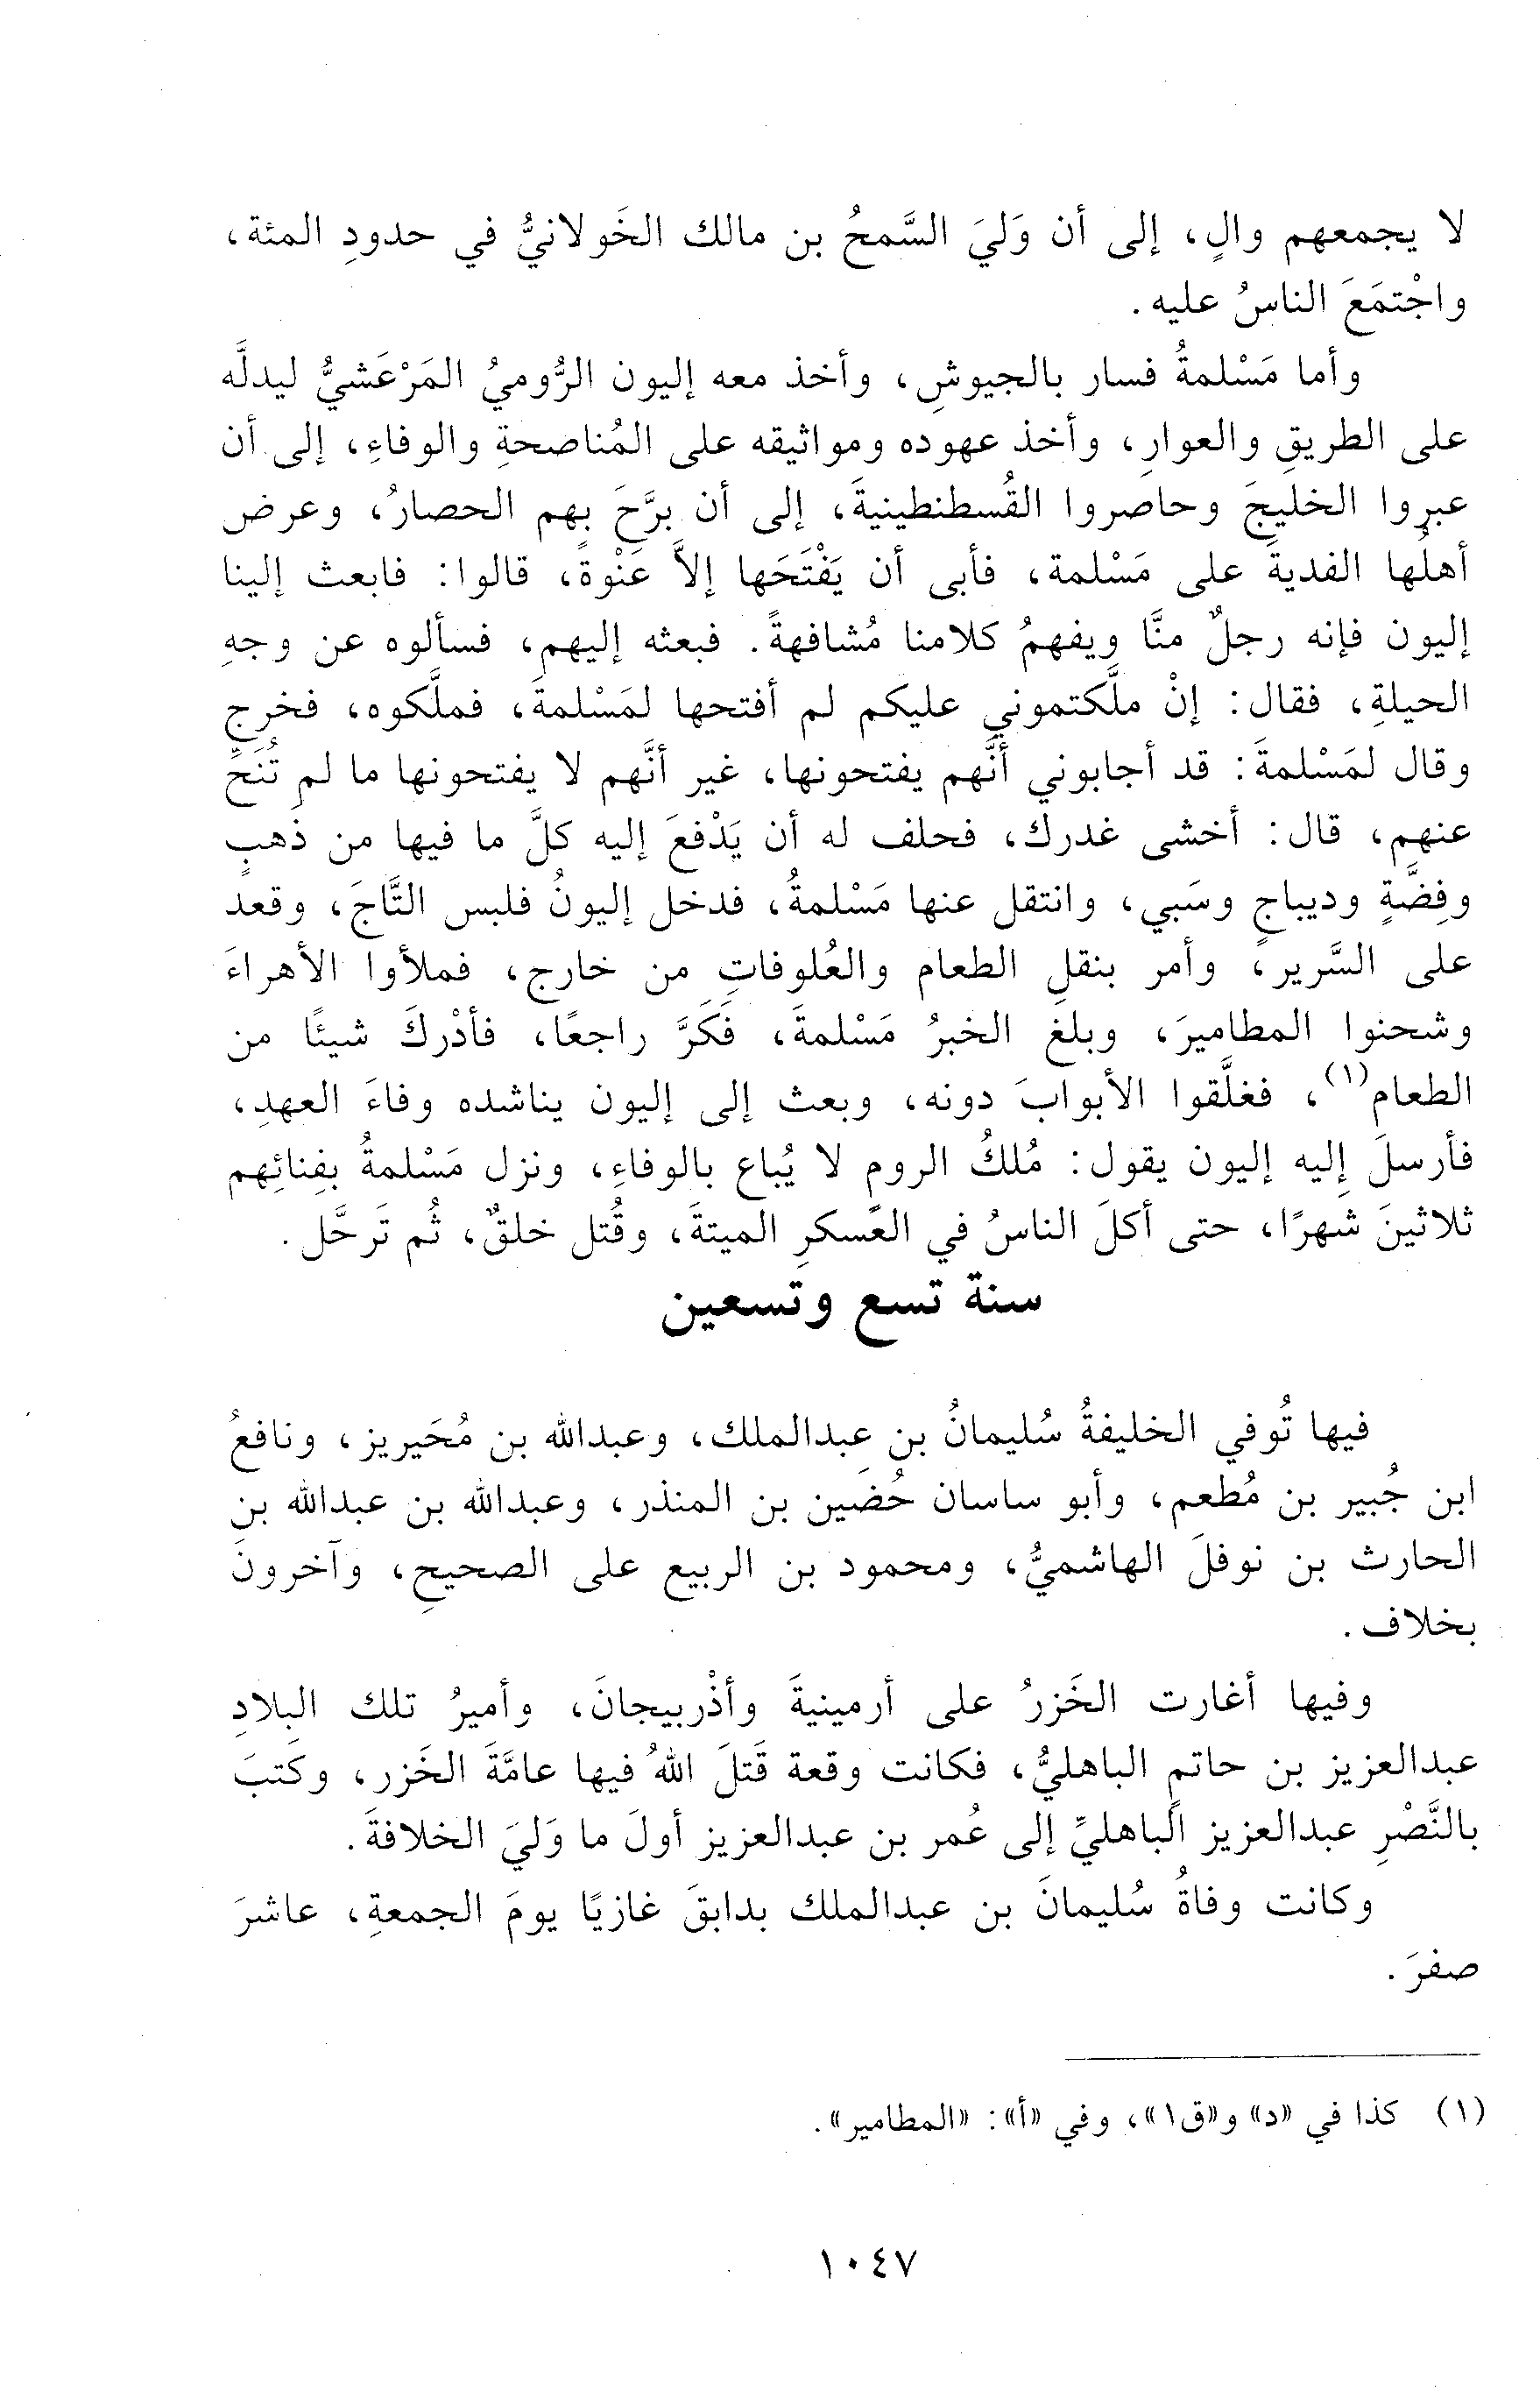 لا يجمعهم والٍ، إلى أن وَليَ السَّمحُ بن مالك الخَولانيُّ في حدودِ المئة،
واجْتمَعَ الناسُ عليه.
وأما مَسْلمةُ فسار بالجيوشِ، وأخذ معه إليون الرُّوميُ المَرْعَشيُّ ليدلَّه
على الطريقِ والعوارِ، وأخذ عهوده ومواثيقه على المُناصحةِ والوفاءِ، إلى أن
عبروا الخليجَ وحاصروا القُسطنطينيةَ، إلى أن برَّحَ بهم الحصارُ، وعرض
أهلُها الفديةَ على مَسْلمة، فأبى أن يَفْتَحَها إلاَّ عَنْوةً، قالوا: فابعث إلينا
إليون فإنه رجلٌ منَّا ويفهمُ كلامنا مُشافهةً. فبعثه إليهم، فسألوه عن وجهِ
الحيلةِ، فقال: إنْ ملَّكتموني عليكم لم أفتحها لمَسْلمةَ، فملَّكوه، فخرج
وقال لمَسْلمةَ: قد أجابوني أنَّهم يفتحونها، غير أنَّهم لا يفتحونها ما لم تُنَحَّ
عنهم، قال: أخشى غدرك، فحلف له أن يَدْفعَ إليه كلَّ ما فيها من ذَهبٍ
وفِضَّةٍ وديباجٍ وسَبي، وانتقل عنها مَسْلمةُ، فدخل إليونُ فلبس التَّاجَ، وقعد
على السَّرير، وأمر بنقلِ الطعام والعُلوفاتِ من خارج، فملأوا الأهراءَ
وشحنوا المطاميرَ، وبلغ الخبرُ مَسْلمةَ، فَكَرَّ راجعًا، فأدْركَ شيئًا من
الطعام(١)، فغلَّقوا الأبوابَ دونه، وبعث إلى إليون يناشده وفاءَ العهدِ،
فأرسلَ إليه إليون يقول: مُلكُ الرومِ لا يُباع بالوفاءِ، ونزل مَسْلمةُ بفِنائِهم
ثلاثينَ شهرًا، حتى أكلَ الناسُ في العَسكرِ الميتةَ، وقُتل خلقٌ، ثُم تَرحَّل.
سنة تسع وتسعين
فيها تُوفي الخليفةُ سُليمانُ بن عبدالملك، وعبدالله بن مُحَيريز، ونافعُ
ابن جُبير بن مُطعم، وأبو ساسان حُضَين بن المنذر، وعبدالله بن عبدالله بن
الحارث بن نوفلَ الهاشميُّ، ومحمود بن الربيع على الصحيحِ، وآخرونَ
بخلاف.
وفيها أغارت الخَزرُ على أرمينيةَ وأذْربيجانَ، وأميرُ تلك البلادِ
عبدالعزيز بن حاتمٍ الباهليُّ، فكانت وقعة قَتلَ اللهُ فيها عامَّةَ الخَزر، وكَتبَ
بالنَّصْرِ عبدالعزيز الباهليِّ إلى عُمر بن عبدالعزيز أولَ ما وَليَ الخلافةَ.
وكانت وفاةُ سُليمانَ بن عبدالملك بدابقَ غازيًا يومَ الجمعةِ، عاشرَ
صفرَ.
(١) كذا في «د» و«ق١»، وفي «أ»: «المطامير».
١٠٤٧